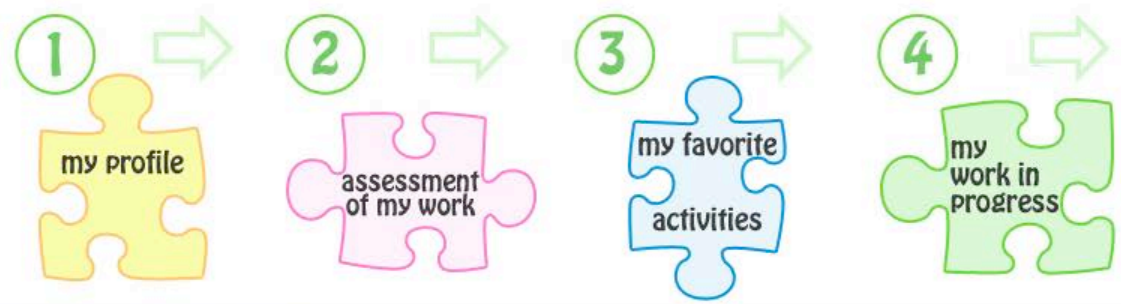 1
my profile
2
assessment
of my work
3
my favorite
activities
4
my
work in
progress